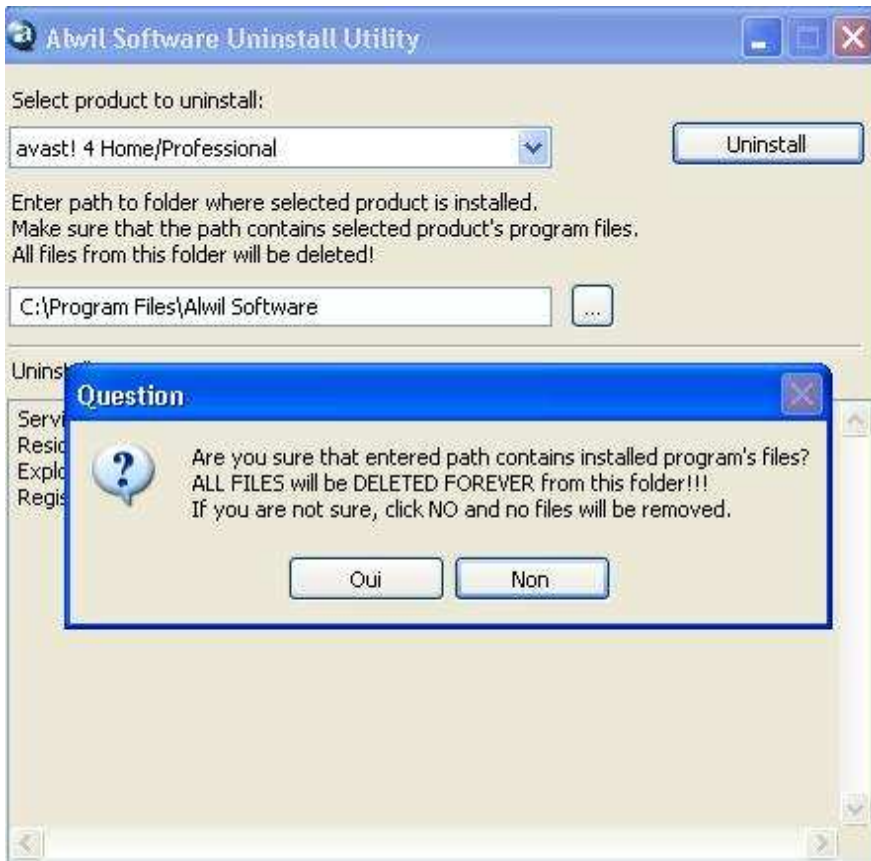 Alwil Software Uninstall Utility
Select product to uninstall:
avast! 4 Home/Professional
Uninstall
Enter path to folder where selected product is installed.
Make sure that the path contains selected product's program files.
All files from this folder will be deleted!
C:\Program Files\Alwil Software
...
Question
Are you sure that entered path contains installed program's files?
ALL FILES will be DELETED FOREVER from this folder!!!
If you are not sure, click NO and no files will be removed.
Oui
Non